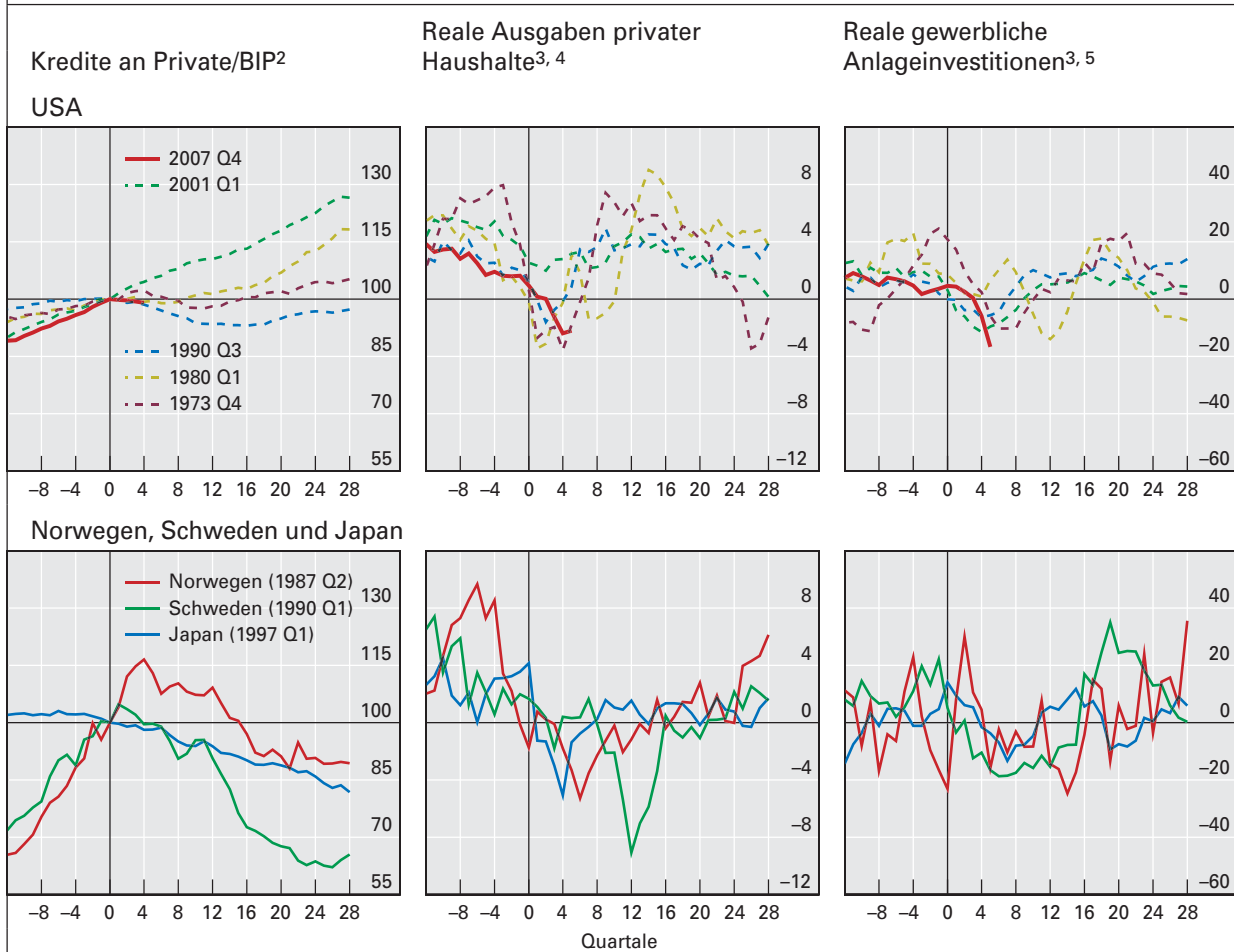 Kredite an Private/BIP²
Reale Ausgaben privater
Haushalte³, ⁴
Reale gewerbliche
Anlageinvestitionen³, ⁵
USA
2007 Q4
2001 Q1
1990 Q3
1980 Q1
1973 Q4
130
115
100
85
70
55
–8 –4 0 4 8 12 16 20 24 28
8
4
0
–4
–8
–12
–8 –4 0 4 8 12 16 20 24 28
40
20
0
–20
–40
–60
–8 –4 0 4 8 12 16 20 24 28
Norwegen, Schweden und Japan
Norwegen (1987 Q2)
Schweden (1990 Q1)
Japan (1997 Q1)
130
115
100
85
70
55
–8 –4 0 4 8 12 16 20 24 28
8
4
0
–4
–8
–12
–8 –4 0 4 8 12 16 20 24 28
40
20
0
–20
–40
–60
–8 –4 0 4 8 12 16 20 24 28
Quartale